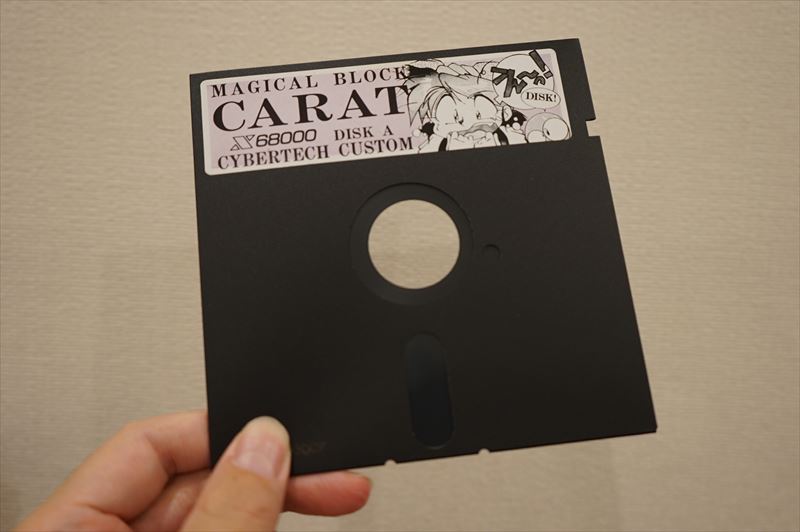 MAGICAL BLOCK
CARAT
X68000 DISK A
CYBERTECH CUSTOM
DISK!